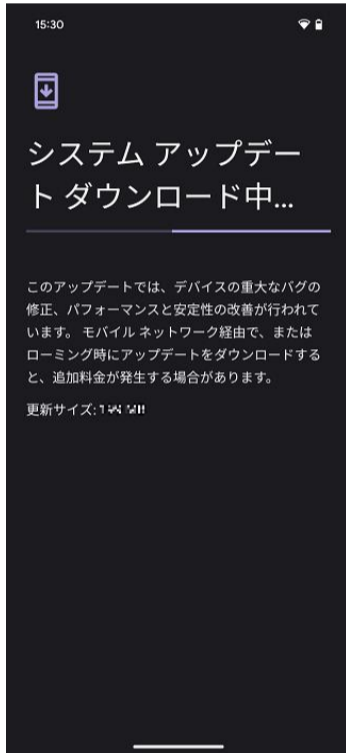 15:30
システム アップデー
ト ダウンロード中...
このアップデートでは、デバイスの重大なバグの
修正、パフォーマンスと安定性の改善が行われて
います。 モバイル ネットワーク経由で、または
ローミング時にアップデートをダウンロードする
と、追加料金が発生する場合があります。
更新サイズ: